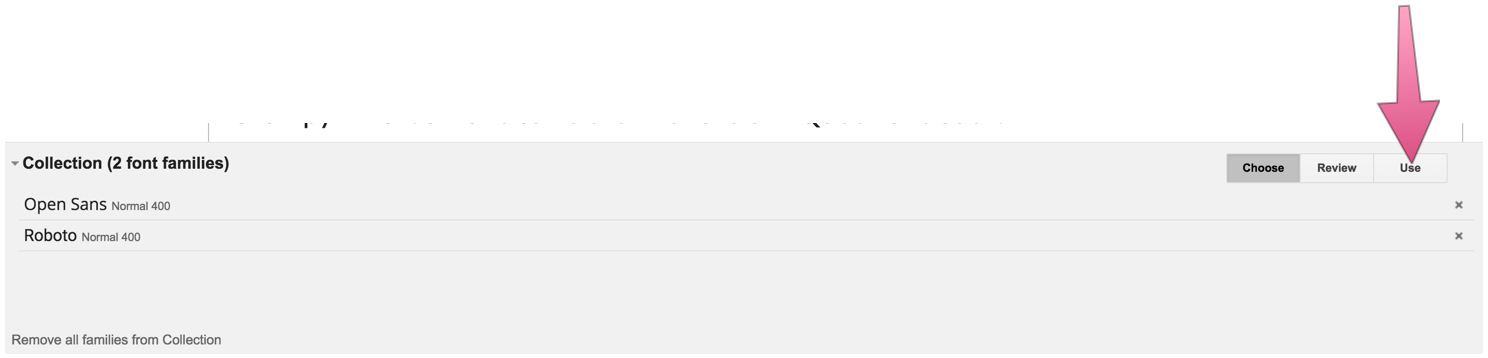 Collection (2 font families)
Choose Review Use
Open Sans Normal 400
Roboto Normal 400
Remove all families from Collection